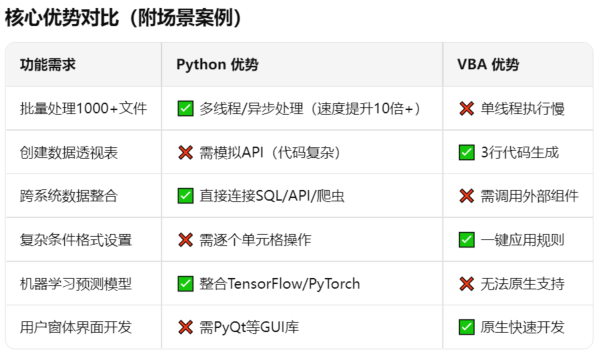 核心优势对比（附场景案例）
功能需求 Python 优势 VBA 优势
批量处理1000+文件 ✅ 多线程/异步处理（速度提升10倍+） ❌ 单线程执行慢
创建数据透视表 ❌ 需模拟API（代码复杂） ✅ 3行代码生成
跨系统数据整合 ✅ 直接连接SQL/API/爬虫 ❌ 需调用外部组件
复杂条件格式设置 ❌ 需逐个单元格操作 ✅ 一键应用规则
机器学习预测模型 ✅ 整合TensorFlow/PyTorch ❌ 无法原生支持
用户窗体界面开发 ❌ 需PyQt等GUI库 ✅ 原生快速开发